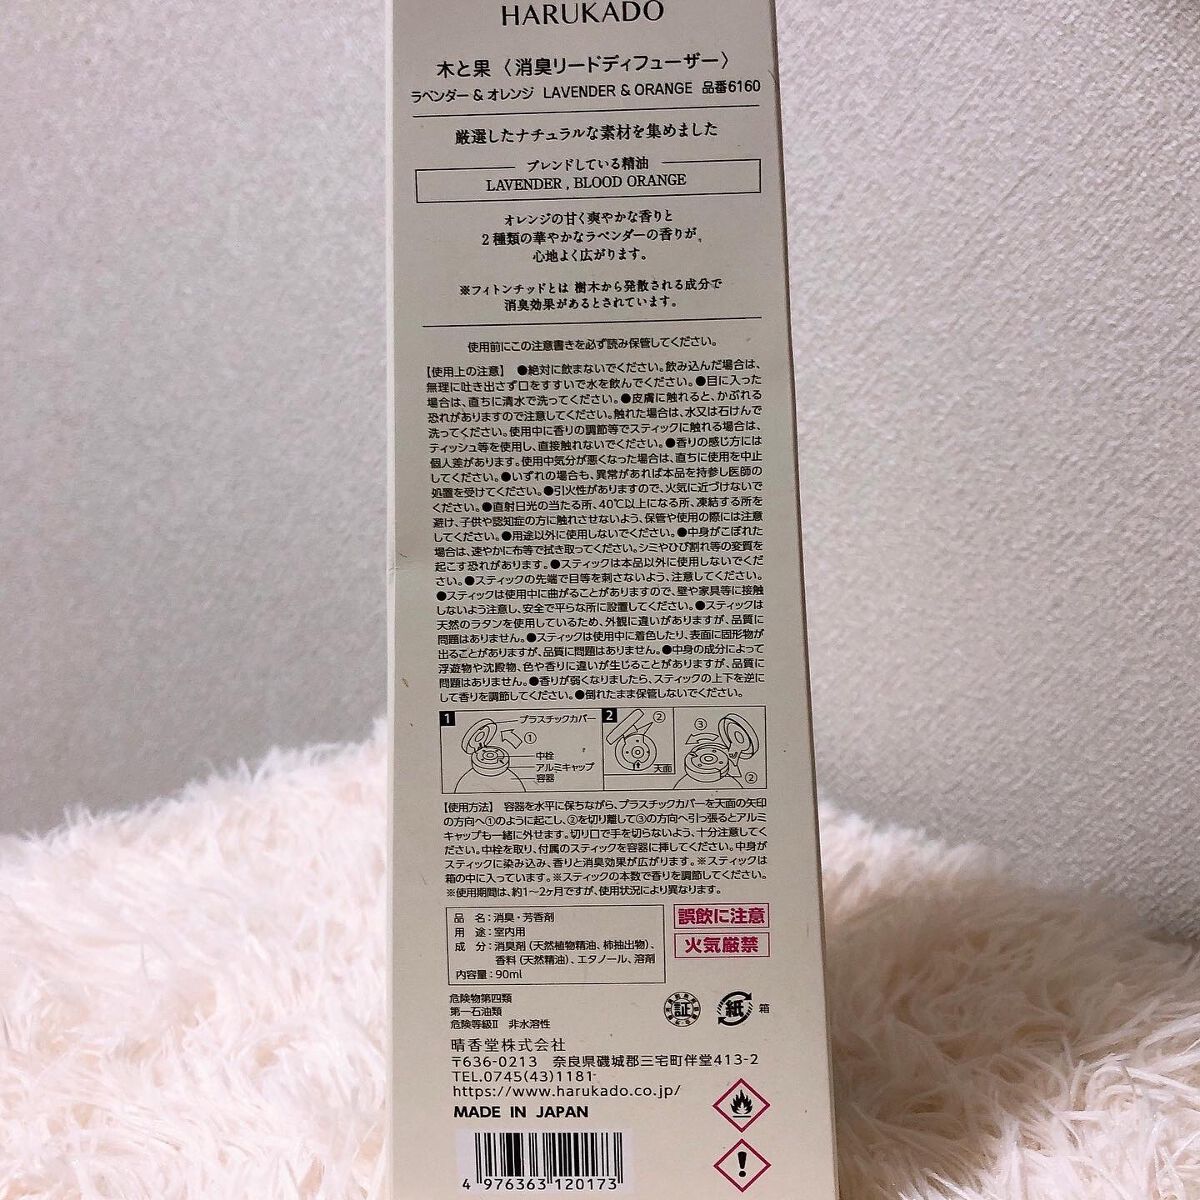 HARUKADO
木と果〈消臭リードディフューザー〉
ラベンダー & オレンジ LAVENDER & ORANGE 品番6160
厳選したナチュラルな素材を集めました
ブレンドしている精油
LAVENDER , BLOOD ORANGE
オレンジの甘く爽やかな香りと
2種類の華やかなラベンダーの香りが、
心地よく広がります。
※フィトンチッドとは 樹木から発散される成分で
消臭効果があるとされています。
使用前にこの注意書きを必ず読み保管してください。
【使用上の注意】 ●絶対に飲まないでください。飲み込んだ場合は、
無理に吐き出さず口をすすいで水を飲んでください。●目に入った
場合は、直ちに清水で洗ってください。●皮膚に触れると、かぶれる
恐れがありますので注意してください。触れた場合は、水又は石けんで
洗ってください。使用中に香りの調節等でスティックに触れる場合は、
ティッシュ等を使用し、直接触れないでください。●香りの感じ方には
個人差があります。使用中気分が悪くなった場合は、直ちに使用を中止
してください。●いずれの場合も、異常があれば本品を持参し医師の
処置を受けてください。●引火性がありますので、火気に近づけないで
ください。●直射日光の当たる所、40℃以上になる所、凍結する所を
避け、子供や認知症の方に触れさせないよう、保管や使用の際には注意
してください。●用途以外に使用しないでください。●中身がこぼれた
場合は、速やかに布等で拭き取ってください。シミやひび割れ等の変質を
起こす恐れがあります。●スティックは本品以外に使用しないでくだ
さい。●スティックの先端で目等を刺さないよう、注意してください。
●スティックは使用中に曲がることがありますので、壁や家具等に接触
しないよう注意し、安全で平らな所に設置してください。●スティックは
天然のラタンを使用しているため、外観に違いがありますが、品質に
問題はありません。●スティックは使用中に着色したり、表面に固形物が
出ることがありますが、品質に問題はありません。●中身の成分によって
浮遊物や沈殿物、色や香りに違いが生じることがありますが、品質に
問題はありません。●香りが弱くなりましたら、スティックの上下を逆に
して香りを調節してください。●倒れたまま保管しないでください。
1 プラスチックカバー ① 中栓 アルミキャップ 容器
2 ② 天面 ③ ②
【使用方法】 容器を水平に保ちながら、プラスチックカバーを天面の矢印
の方向へ①のように起こし、②を切り離して③の方向へ引っ張るとアルミ
キャップも一緒に外せます。切り口で手を切らないよう、十分注意してく
ださい。中栓を取り、付属のスティックを容器に挿してください。中身が
スティックに染み込み、香りと消臭効果が広がります。※スティックは
箱の中に入っています。※スティックの本数で香りを調節してください。
※使用期間は、約1~2ヶ月ですが、使用状況により異なります。
品 名：消臭・芳香剤
用 途：室内用
成 分：消臭剤（天然植物精油、柿抽出物）、
香料（天然精油）、エタノール、溶剤
内容量：90ml
誤飲に注意
火気厳禁
危険物第四類
第一石油類
危険等級Ⅱ 非水溶性
証
紙 箱
晴香堂株式会社
〒636-0213 奈良県磯城郡三宅町伴堂413-2
TEL.0745(43)1181
https://www.harukado.co.jp/
MADE IN JAPAN
4 976363 120173